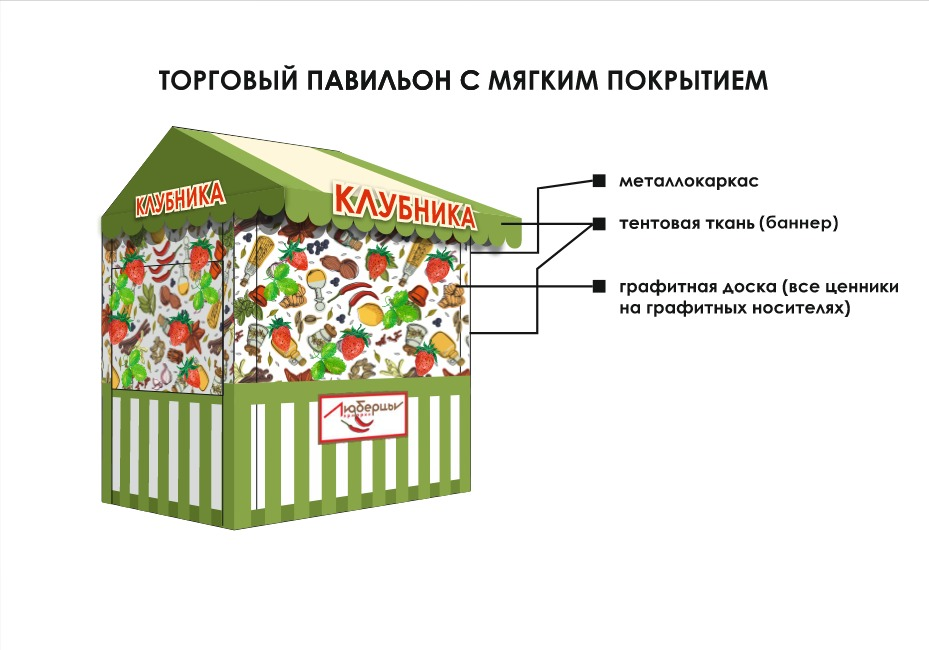 ТОРГОВЫЙ ПАВИЛЬОН С МЯГКИМ ПОКРЫТИЕМ
КЛУБНИКА
КЛУБНИКА
металлокаркас
тентовая ткань (баннер)
графитная доска (все ценники
на графитных носителях)
Люберцы